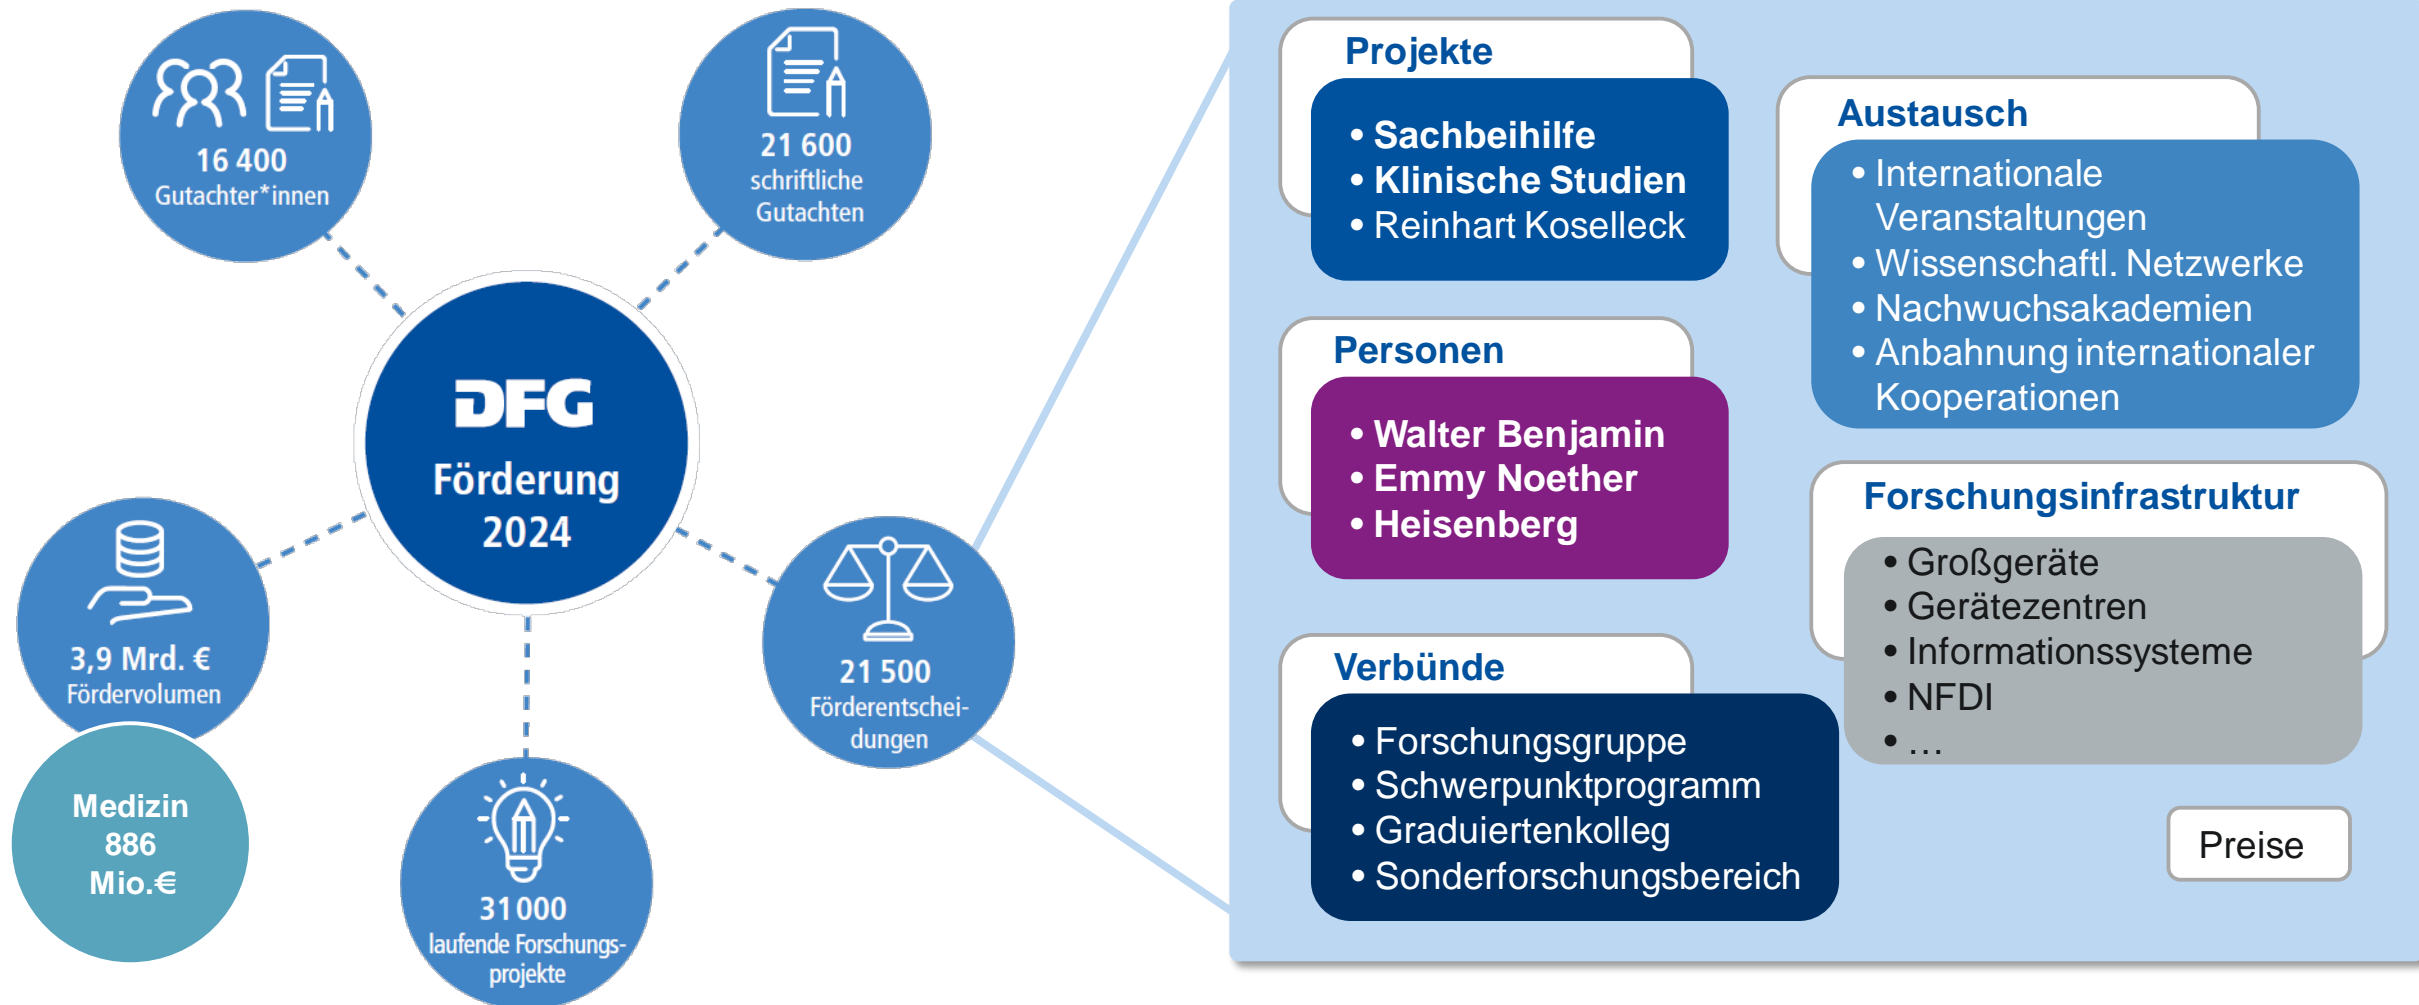 16 400
Gutachter*innen
21 600
schriftliche
Gutachten
DFG
Förderung
2024
3,9 Mrd. €
Fördervolumen
Medizin
886
Mio.€
31 000
laufende Forschungs-
projekte
21 500
Förderentschei-
dungen
Projekte
• Sachbeihilfe
• Klinische Studien
• Reinhart Koselleck
Personen
• Walter Benjamin
• Emmy Noether
• Heisenberg
Verbünde
• Forschungsgruppe
• Schwerpunktprogramm
• Graduiertenkolleg
• Sonderforschungsbereich
Austausch
• Internationale
Veranstaltungen
• Wissenschaftl. Netzwerke
• Nachwuchsakademien
• Anbahnung internationaler
Kooperationen
Forschungsinfrastruktur
• Großgeräte
• Gerätezentren
• Informationssysteme
• NFDI
• …
Preise